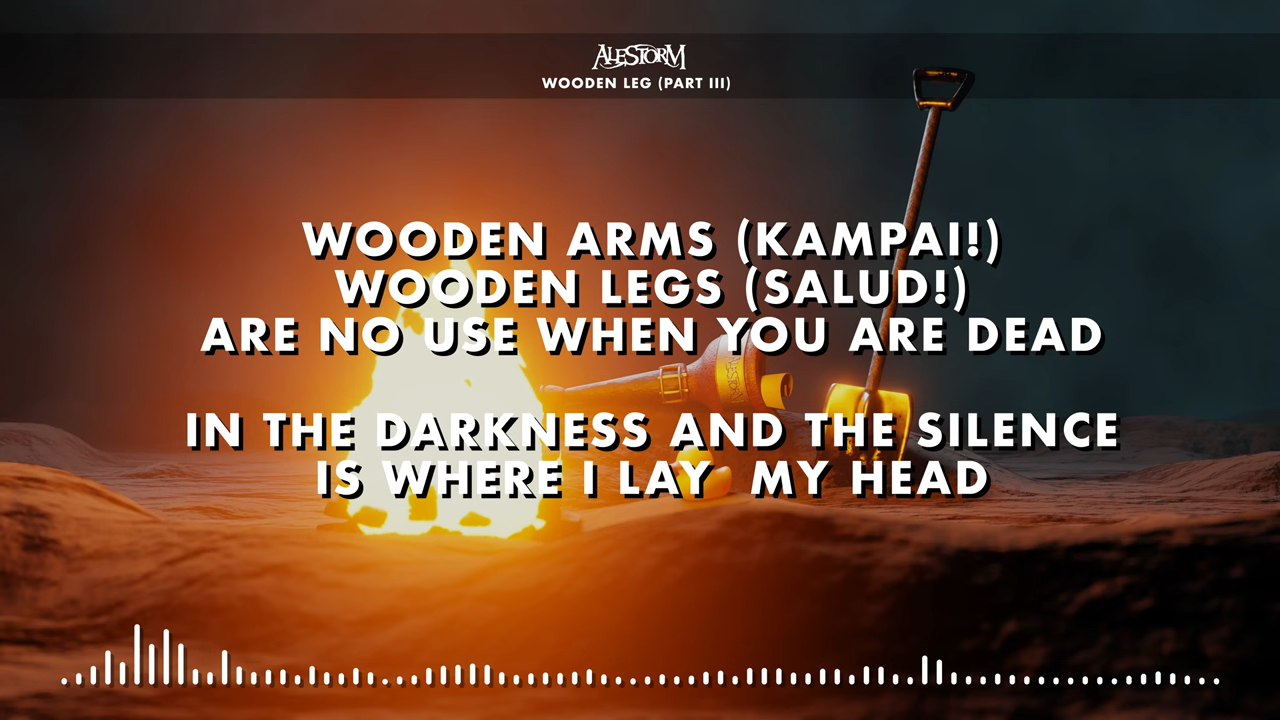 ALESTORM
WOODEN LEG (PART III)
WOODEN ARMS (KAMPAI!)
WOODEN LEGS (SALUD!)
ARE NO USE WHEN YOU ARE DEAD
IN THE DARKNESS AND THE SILENCE
IS WHERE I LAY  MY HEAD
ALESTORM